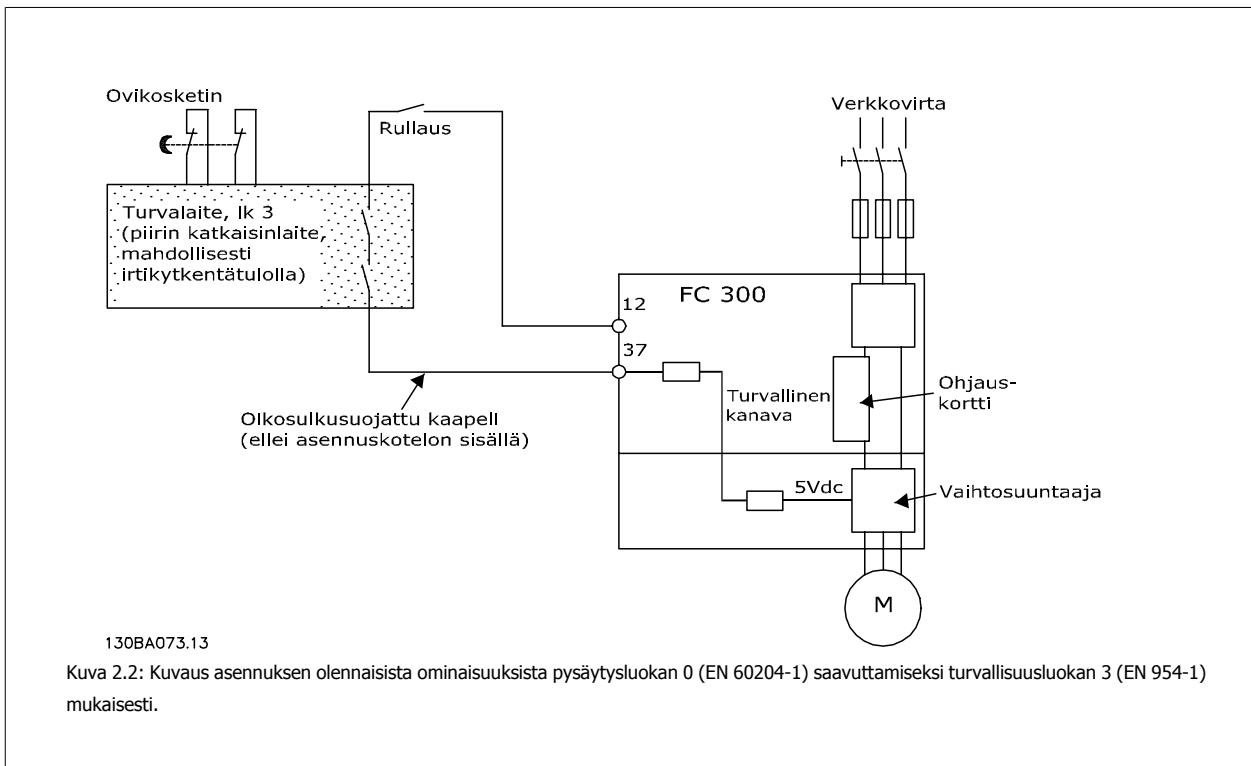 Ovikosketin
Rullaus
Verkkovirta
Turvalaite, lk 3
(piirin katkaisinlaite,
mahdollisesti
irtikytkentätulolla)
FC 300
12
37
Turvallinen
kanava
Ohjaus-
kortti
Olkosulkusuojattu kaapell
(ellei asennuskotelon sisällä)
5Vdc
Vaihtosuuntaaja
M
130BA073.13
Kuva 2.2: Kuvaus asennuksen olennaisista ominaisuuksista pysäytysluokan 0 (EN 60204-1) saavuttamiseksi turvallisuusluokan 3 (EN 954-1)
mukaisesti.